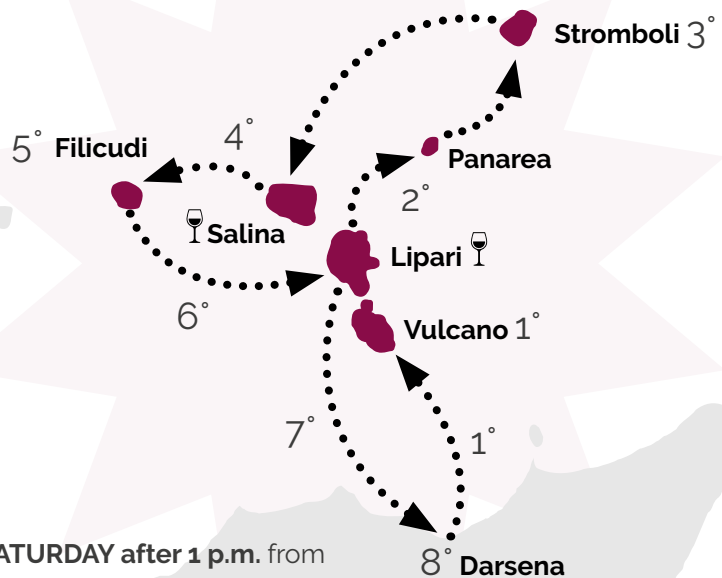 Stromboli 3°
4°
5° Filicudi
Panarea
2°
Salina
Lipari
6°
Vulcano 1°
7°
1°
ATURDAY after 1 p.m. from
8° Darsena